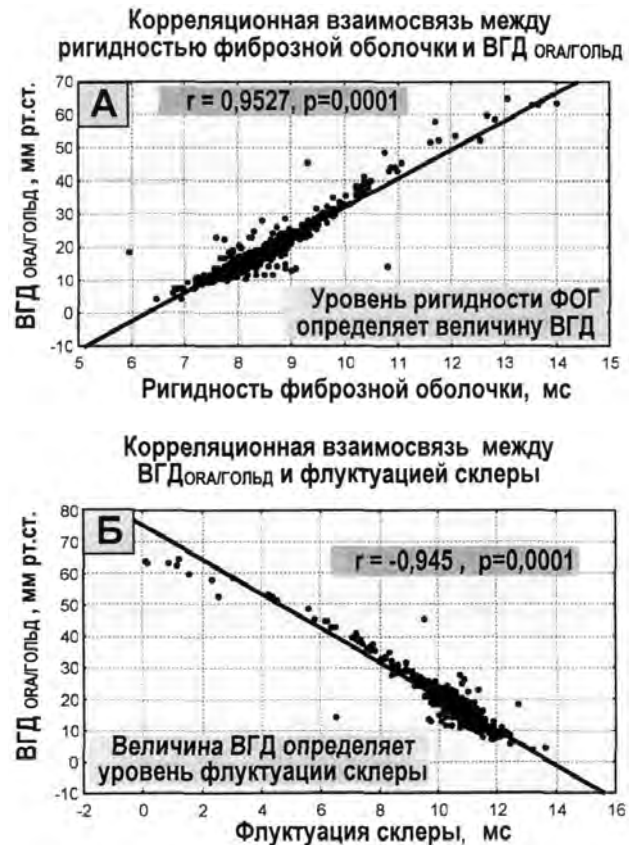 Корреляционная взаимосвязь между
ригидностью фиброзной оболочки и ВГД ORA/ГОЛЬД
А
r = 0,9527, p=0,0001
ВГД ORA/ГОЛЬД , мм рт.ст.
70
60
50
40
30
20
10
0
-10
Уровень ригидности ФОГ
определяет величину ВГД
5 6 7 8 9 10 11 12 13 14 15
Ригидность фиброзной оболочки, мс
Корреляционная взаимосвязь между
ВГДORA/ГОЛЬД и флуктуацией склеры
Б
r = -0,945 , p=0,0001
ВГД ORA/ГОЛЬД , мм рт.ст.
80
70
60
50
40
30
20
10
0
-10
Величина ВГД определяет
уровень флуктуации склеры
-2 0 2 4 6 8 10 12 14 16
Флуктуация склеры, мс